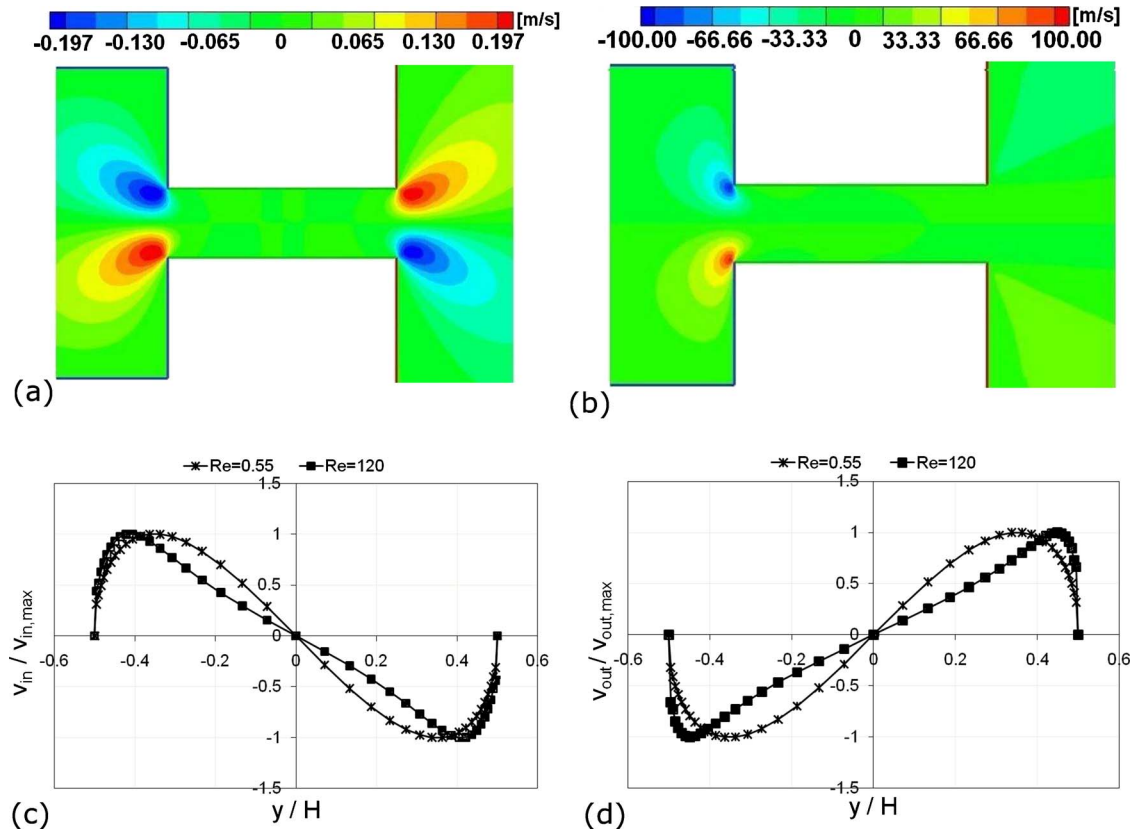 [m/s]
-0.197 -0.130 -0.065 0 0.065 0.130 0.197
(a)
[m/s]
-100.00 -66.66 -33.33 0 33.33 66.66 100.00
(b)
Re=0.55 Re=120
1.5
1
0.5
0
-0.5
-1
-1.5
-0.6 -0.4 -0.2 0 0.2 0.4 0.6
v_in / v_in,max
y / H
(c)
Re=0.55 Re=120
1.5
1
0.5
0
-0.5
-1
-1.5
-0.6 -0.4 -0.2 0 0.2 0.4 0.6
v_out / v_out,max
y / H
(d)